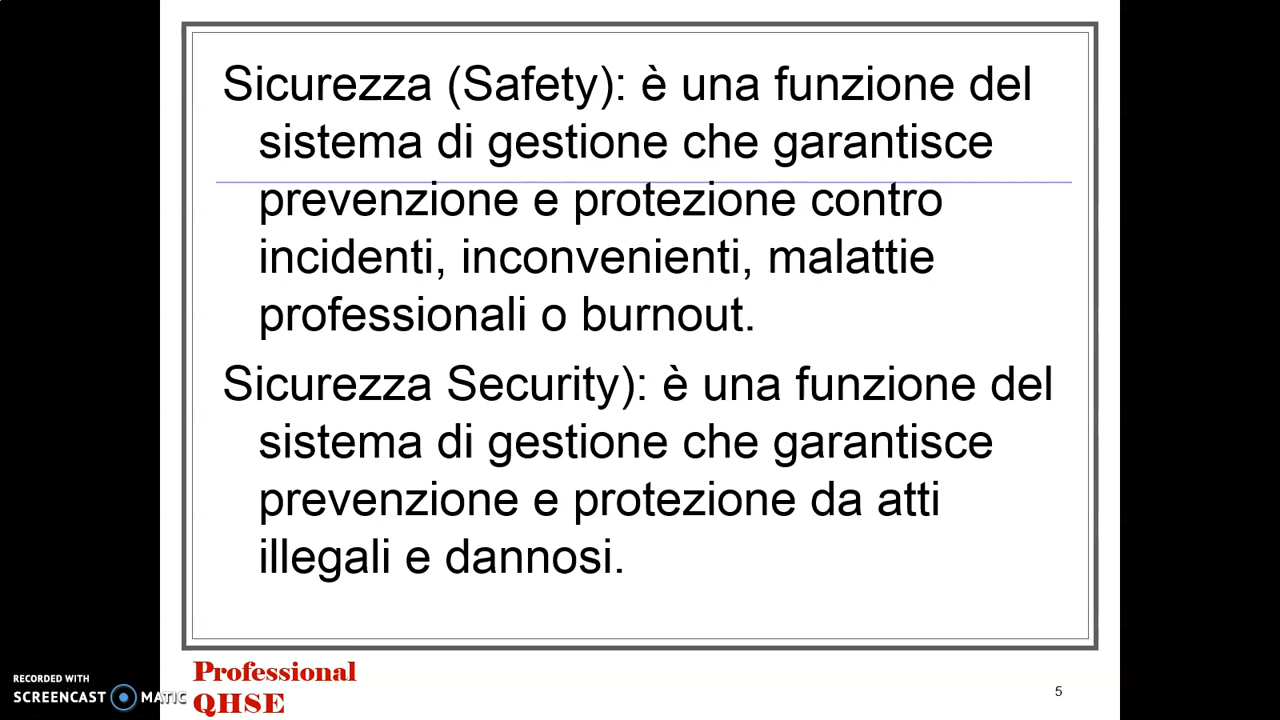 Sicurezza (Safety): è una funzione del
sistema di gestione che garantisce
prevenzione e protezione contro
incidenti, inconvenienti, malattie
professionali o burnout.
Sicurezza Security): è una funzione del
sistema di gestione che garantisce
prevenzione e protezione da atti
illegali e dannosi.
Professional
QHSE
5
RECORDED WITH
SCREENCAST MATIC